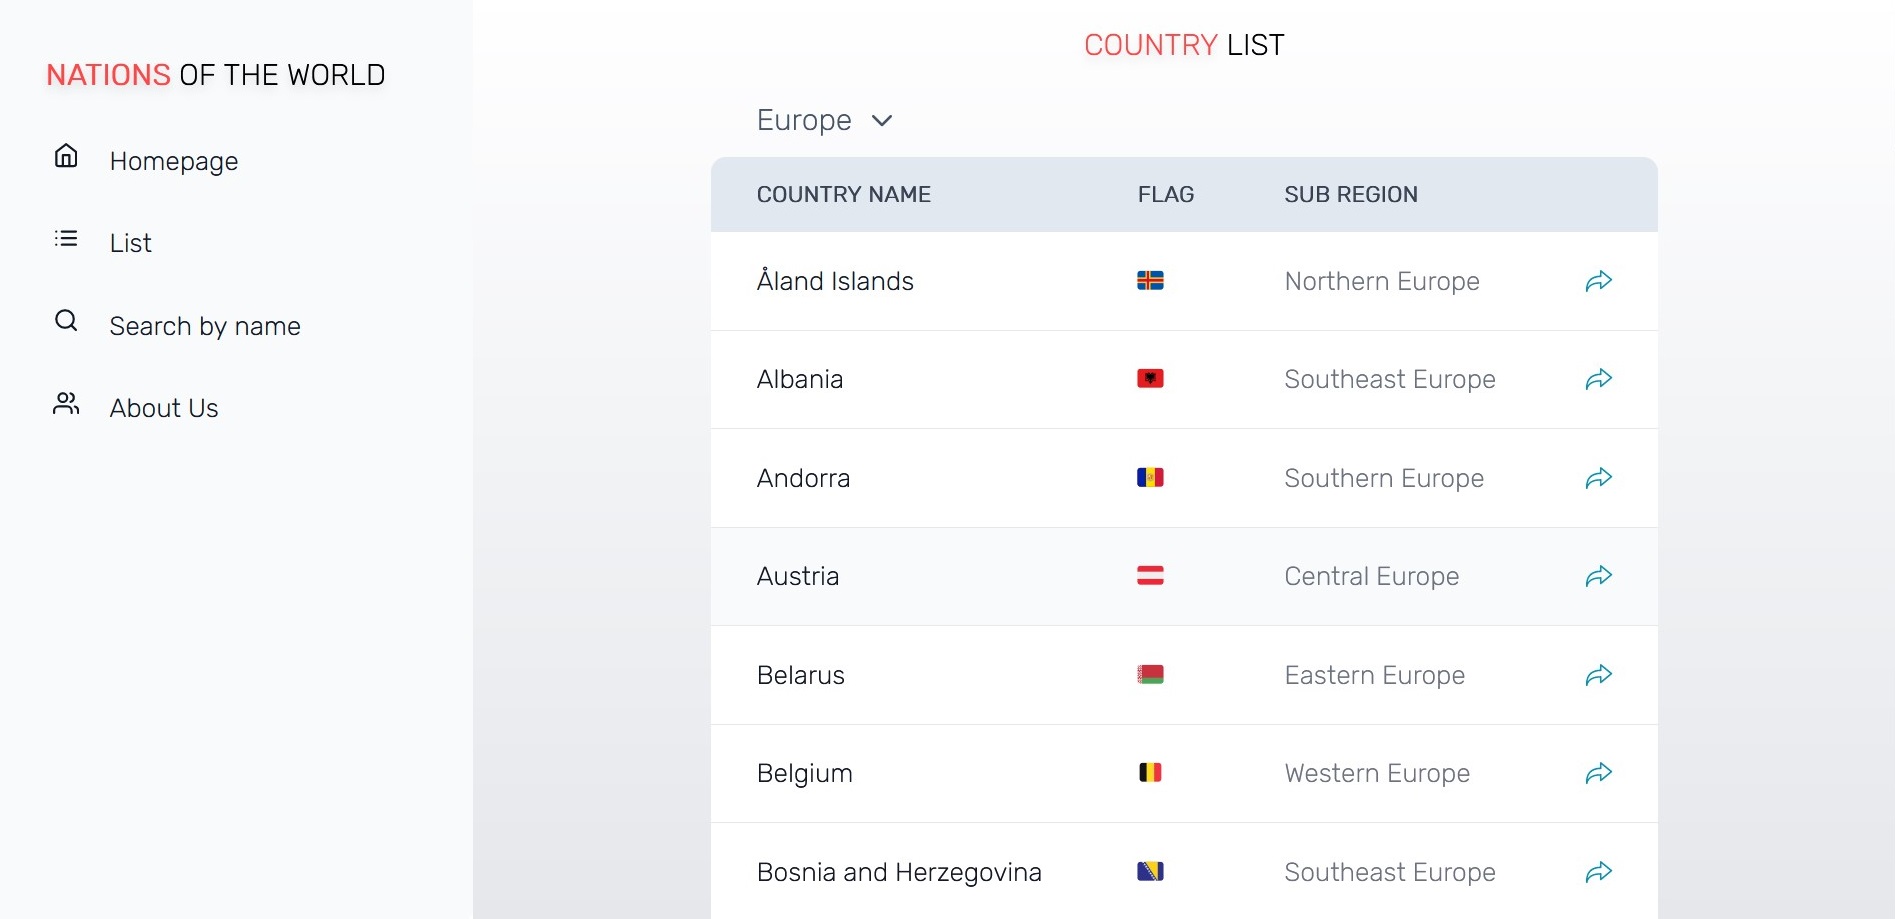 NATIONS OF THE WORLD
Homepage
List
Search by name
About Us
COUNTRY LIST
Europe
COUNTRY NAME FLAG SUB REGION
Åland Islands Northern Europe
Albania Southeast Europe
Andorra Southern Europe
Austria Central Europe
Belarus Eastern Europe
Belgium Western Europe
Bosnia and Herzegovina Southeast Europe